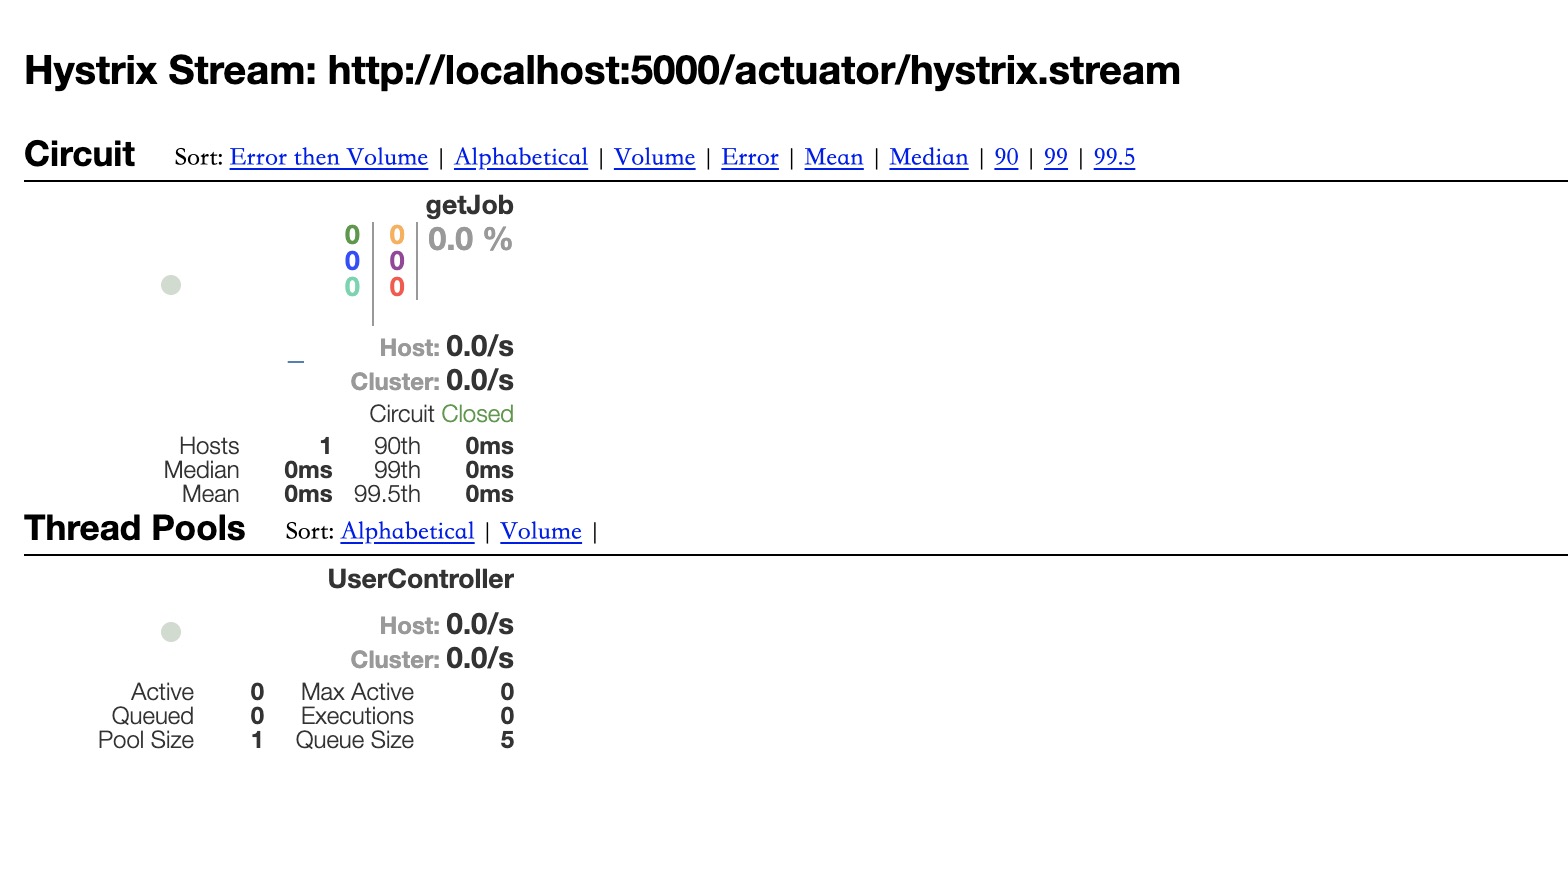 Hystrix Stream: http://localhost:5000/actuator/hystrix.stream
Circuit Sort: Error then Volume | Alphabetical | Volume | Error | Mean | Median | 90 | 99 | 99.5
getJob
0 0 0.0 %
0 0
0 0
Host: 0.0/s
Cluster: 0.0/s
Circuit Closed
Hosts 1 90th 0ms
Median 0ms 99th 0ms
Mean 0ms 99.5th 0ms
Thread Pools Sort: Alphabetical | Volume |
UserController
Host: 0.0/s
Cluster: 0.0/s
Active 0 Max Active 0
Queued 0 Executions 0
Pool Size 1 Queue Size 5